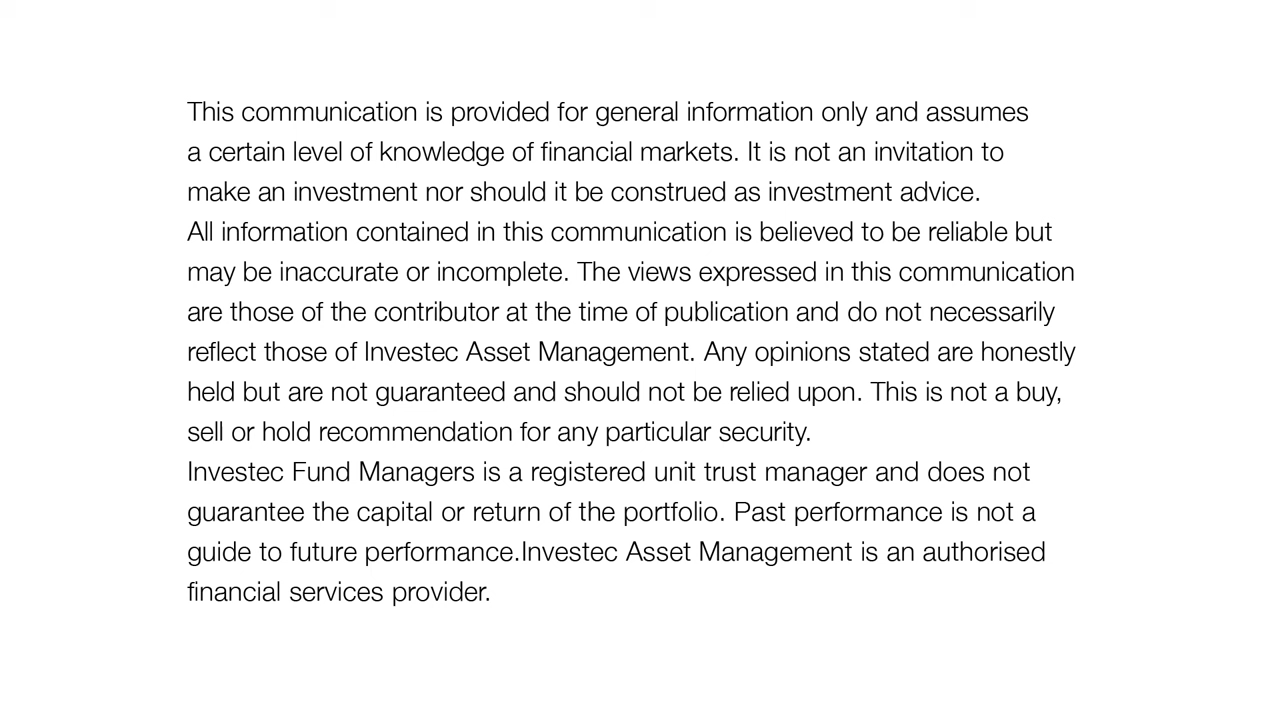 This communication is provided for general information only and assumes
a certain level of knowledge of financial markets. It is not an invitation to
make an investment nor should it be construed as investment advice.
All information contained in this communication is believed to be reliable but
may be inaccurate or incomplete. The views expressed in this communication
are those of the contributor at the time of publication and do not necessarily
reflect those of Investec Asset Management. Any opinions stated are honestly
held but are not guaranteed and should not be relied upon. This is not a buy,
sell or hold recommendation for any particular security.
Investec Fund Managers is a registered unit trust manager and does not
guarantee the capital or return of the portfolio. Past performance is not a
guide to future performance.Investec Asset Management is an authorised
financial services provider.